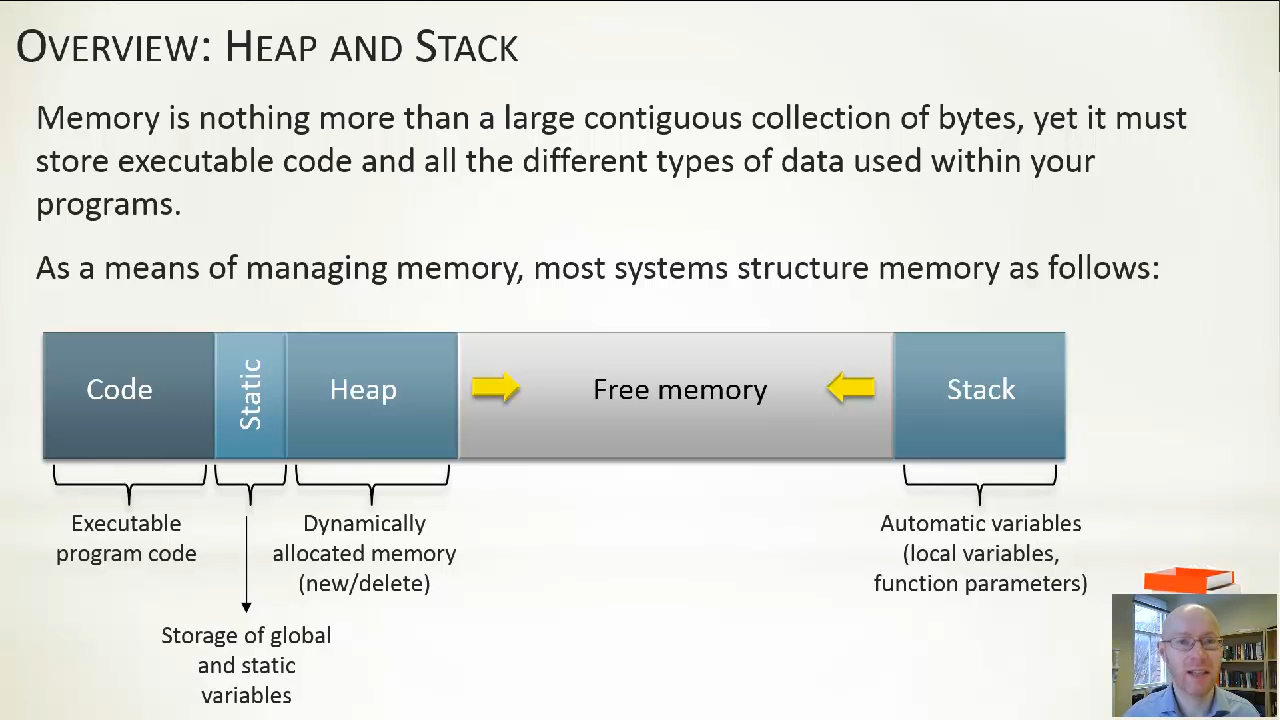 OVERVIEW: HEAP AND STACK
Memory is nothing more than a large contiguous collection of bytes, yet it must
store executable code and all the different types of data used within your
programs.
As a means of managing memory, most systems structure memory as follows:
Code
Static
Heap
Free memory
Stack
Executable
program code
Dynamically
allocated memory
(new/delete)
Automatic variables
(local variables,
function parameters)
Storage of global
and static
variables